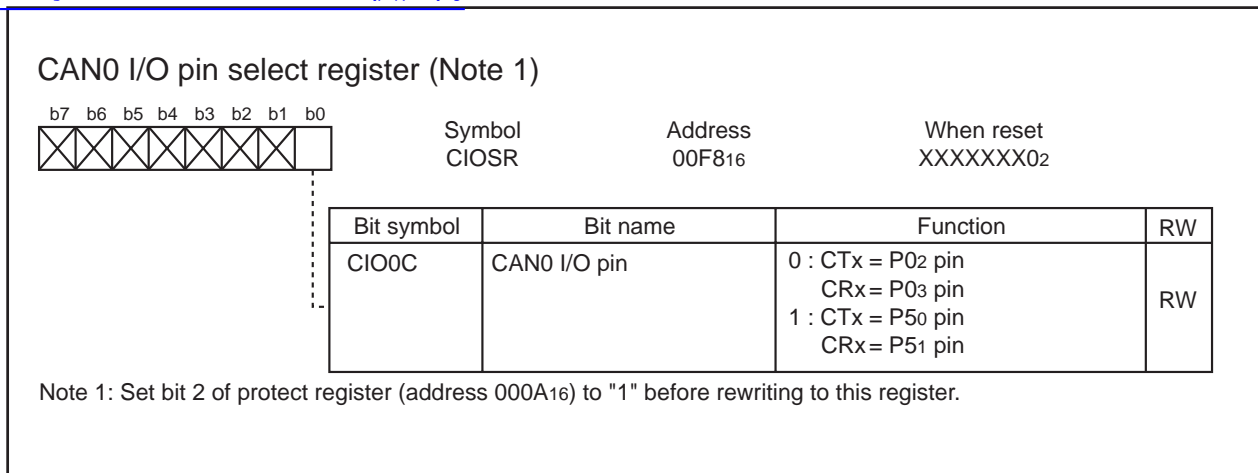 CAN0 I/O pin select register (Note 1)
b7 b6 b5 b4 b3 b2 b1 b0
Symbol Address When reset
CIOSR 00F816 XXXXXXX02
Bit symbol Bit name Function RW
CIO0C CAN0 I/O pin 0 : CTx = P02 pin
CRx = P03 pin
RW
1 : CTx = P50 pin
CRx = P51 pin
Note 1: Set bit 2 of protect register (address 000A16) to "1" before rewriting to this register.